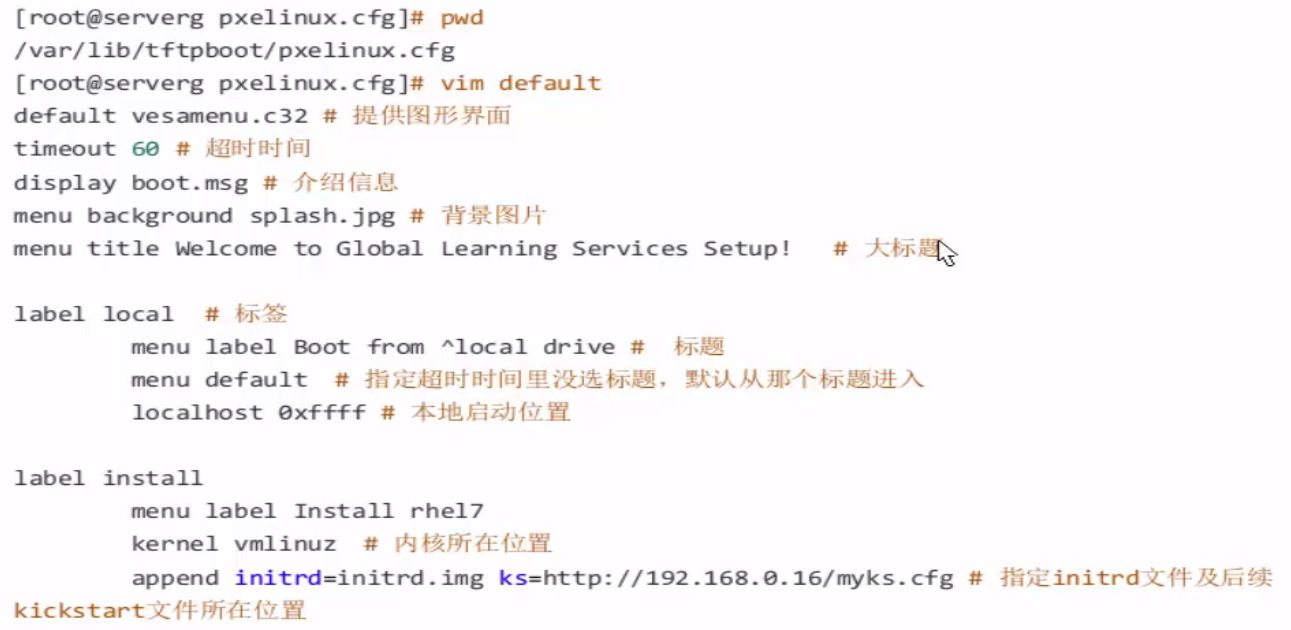 [root@serverg pxelinux.cfg]# pwd
/var/lib/tftpboot/pxelinux.cfg
[root@serverg pxelinux.cfg]# vim default
default vesamenu.c32 # 提供图形界面
timeout 60 # 超时时间
display boot.msg # 介绍信息
menu background splash.jpg # 背景图片
menu title Welcome to Global Learning Services Setup! # 大标题
label local # 标签
menu label Boot from ^local drive # 标题
menu default # 指定超时时间里没选标题，默认从那个标题进入
localhost 0xffff # 本地启动位置
label install
menu label Install rhel7
kernel vmlinuz # 内核所在位置
append initrd=initrd.img ks=http://192.168.0.16/myks.cfg # 指定initrd文件及后续
kickstart文件所在位置